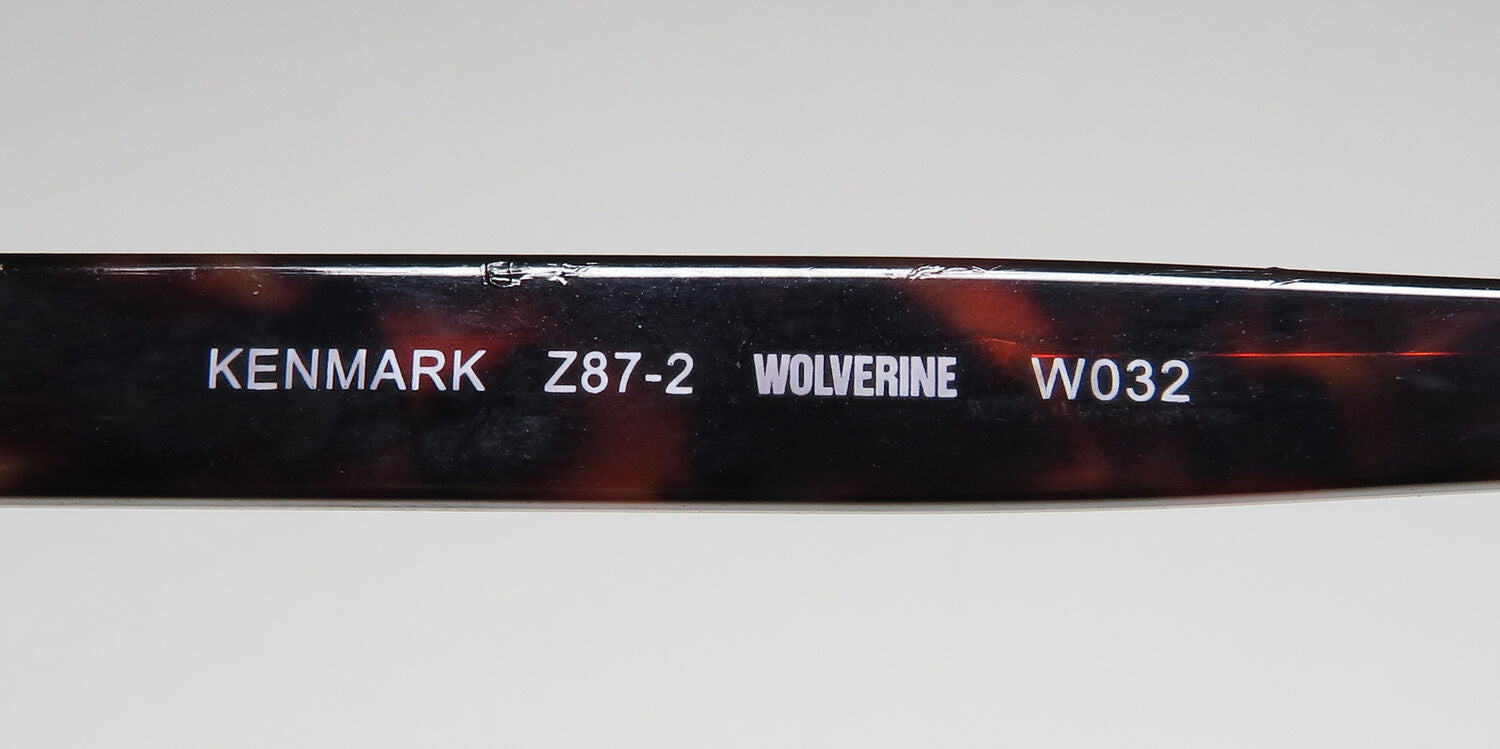 KENMARK Z87-2 WOLVERINE W032